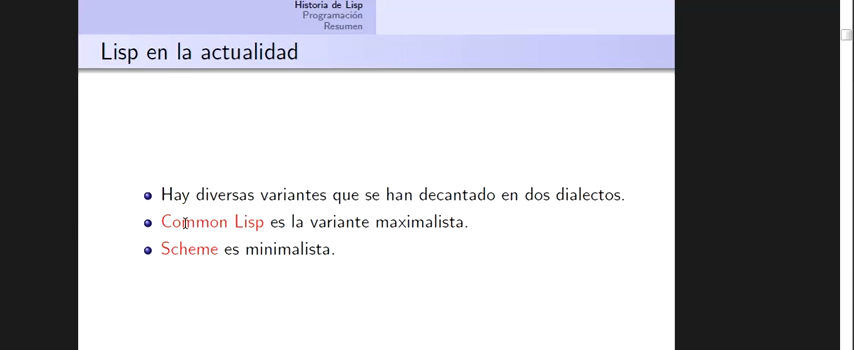 Historia de Lisp
Programación
Resumen
Lisp en la actualidad
Hay diversas variantes que se han decantado en dos dialectos.
Common Lisp es la variante maximalista.
Scheme es minimalista.